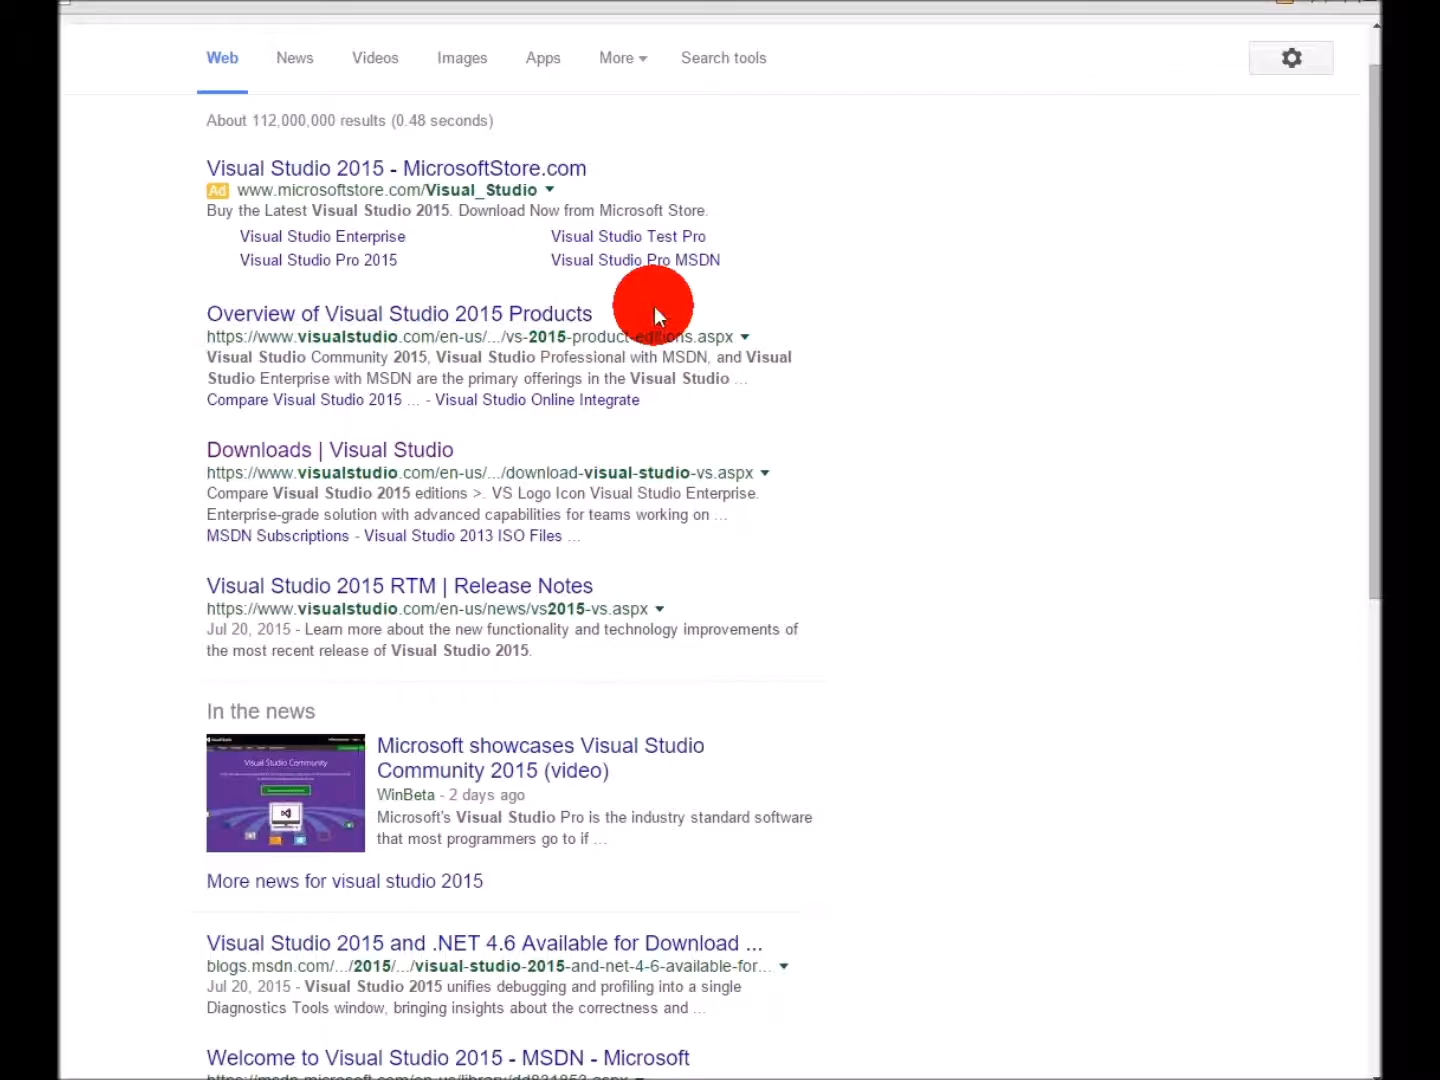 Web News Videos Images Apps More Search tools
About 112,000,000 results (0.48 seconds)
Visual Studio 2015 - MicrosoftStore.com
Ad www.microsoftstore.com/Visual_Studio
Buy the Latest Visual Studio 2015. Download Now from Microsoft Store.
Visual Studio Enterprise Visual Studio Test Pro
Visual Studio Pro 2015 Visual Studio Pro MSDN
Overview of Visual Studio 2015 Products
https://www.visualstudio.com/en-us/.../vs-2015-product-editions.aspx
Visual Studio Community 2015, Visual Studio Professional with MSDN, and Visual
Studio Enterprise with MSDN are the primary offerings in the Visual Studio ...
Compare Visual Studio 2015 ... - Visual Studio Online Integrate
Downloads | Visual Studio
https://www.visualstudio.com/en-us/.../download-visual-studio-vs.aspx
Compare Visual Studio 2015 editions >. VS Logo Icon Visual Studio Enterprise.
Enterprise-grade solution with advanced capabilities for teams working on ...
MSDN Subscriptions - Visual Studio 2013 ISO Files ...
Visual Studio 2015 RTM | Release Notes
https://www.visualstudio.com/en-us/news/vs2015-vs.aspx
Jul 20, 2015 - Learn more about the new functionality and technology improvements of
the most recent release of Visual Studio 2015.
In the news
Visual Studio Community
Microsoft showcases Visual Studio
Community 2015 (video)
WinBeta - 2 days ago
Microsoft's Visual Studio Pro is the industry standard software
that most programmers go to if ...
More news for visual studio 2015
Visual Studio 2015 and .NET 4.6 Available for Download ...
blogs.msdn.com/.../2015/.../visual-studio-2015-and-net-4-6-available-for...
Jul 20, 2015 - Visual Studio 2015 unifies debugging and profiling into a single
Diagnostics Tools window, bringing insights about the correctness and ...
Welcome to Visual Studio 2015 - MSDN - Microsoft